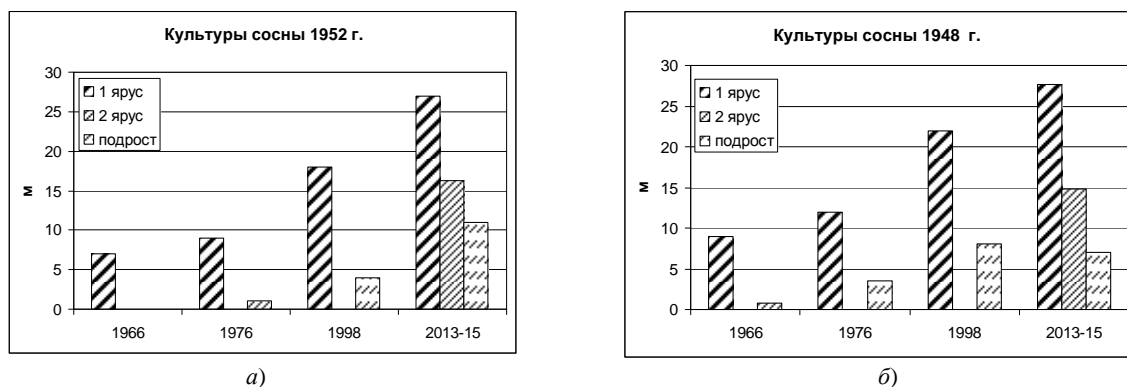 Культуры сосны 1952 г.
30
25
20
15
10
5
0
м
1 ярус
2 ярус
подрост
1966 1976 1998 2013-15
а)
Культуры сосны 1948 г.
30
25
20
15
10
5
0
м
1 ярус
2 ярус
подрост
1966 1976 1998 2013-15
б)